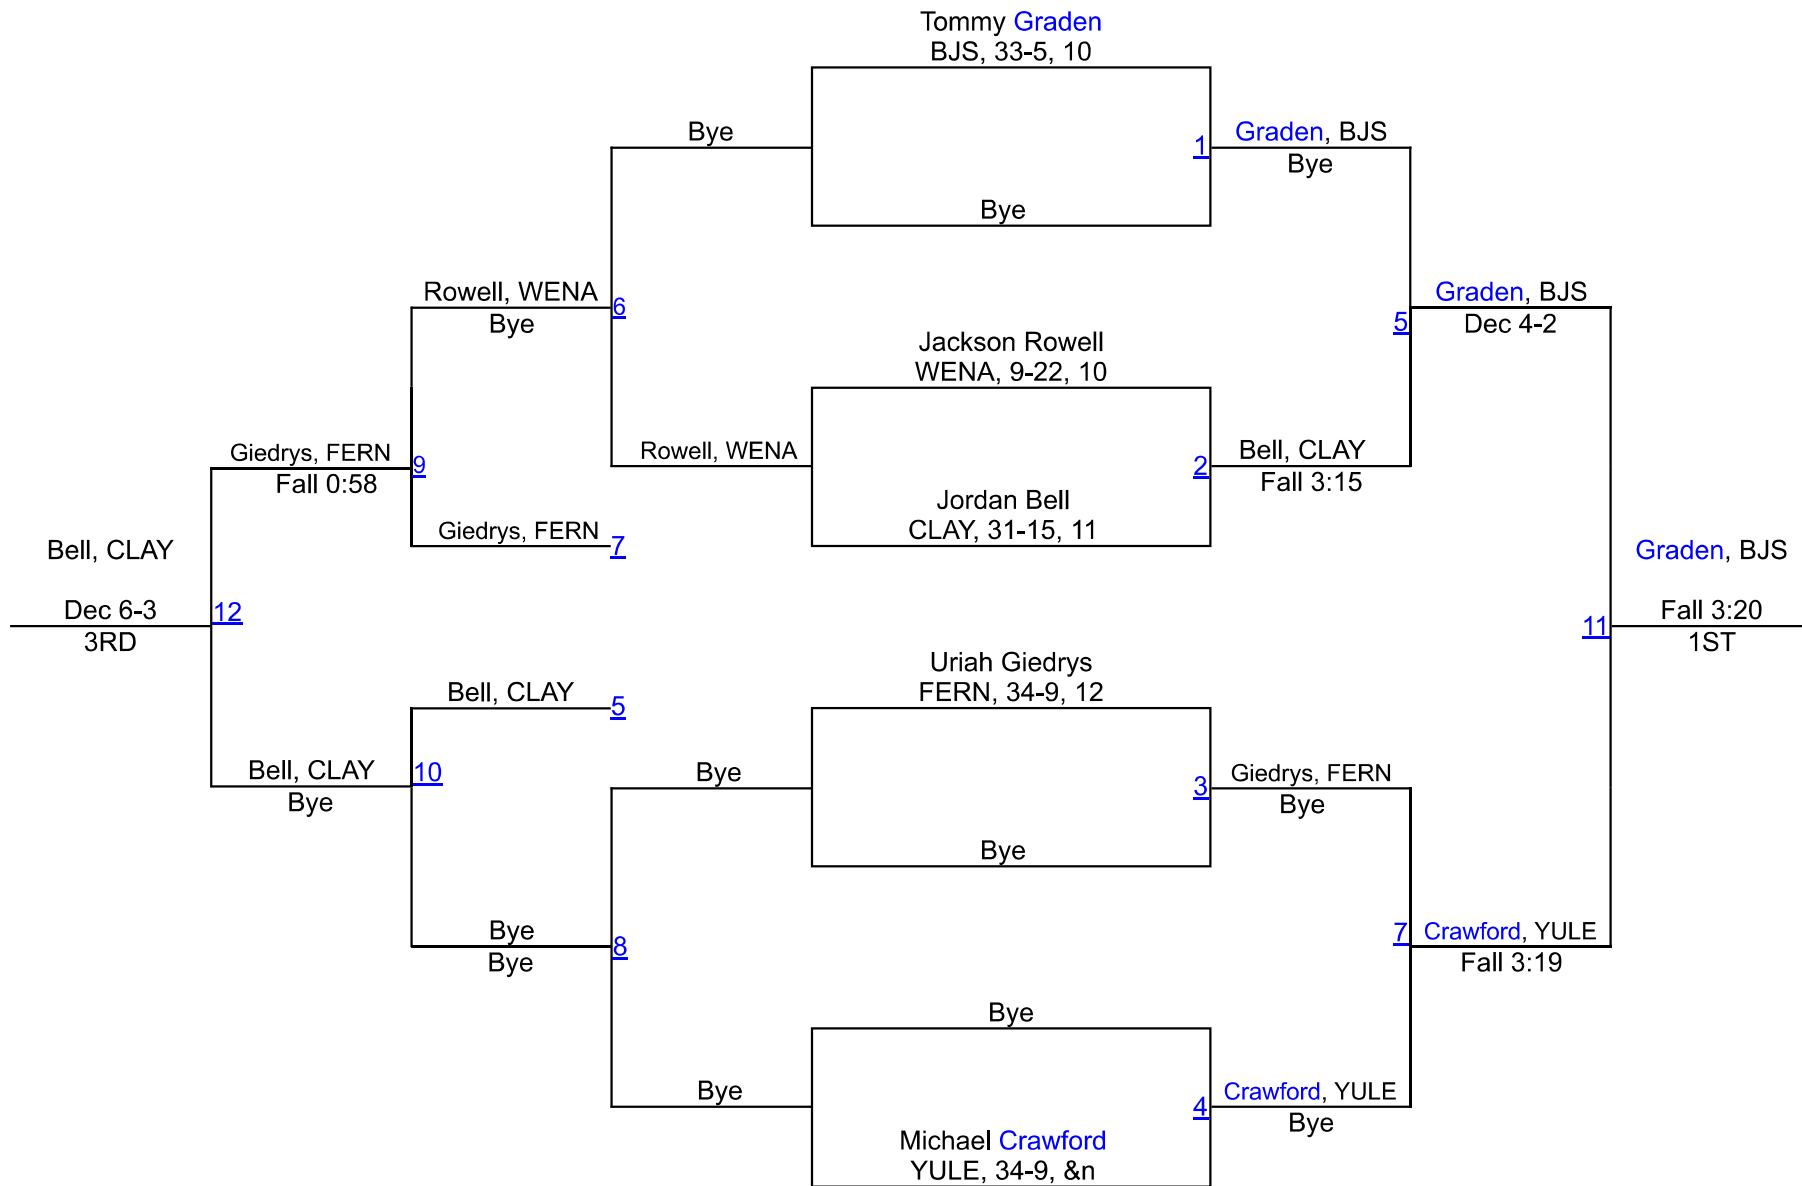 Tommy Graden
BJS, 33-5, 10
Bye
1
Graden, BJS
Bye
Bye
Rowell, WENA
Bye
6
Graden, BJS
Dec 4-2
5
Jackson Rowell
WENA, 9-22, 10
Giedrys, FERN
Fall 0:58
9
Rowell, WENA
2
Bell, CLAY
Fall 3:15
Jordan Bell
CLAY, 31-15, 11
Giedrys, FERN
7
Bell, CLAY
Dec 6-3
3RD
12
Graden, BJS
Fall 3:20
1ST
11
Uriah Giedrys
FERN, 34-9, 12
Bell, CLAY
5
Bell, CLAY
Bye
10
Bye
3
Giedrys, FERN
Bye
Bye
Bye
Bye
8
7
Crawford, YULE
Fall 3:19
Bye
Bye
4
Crawford, YULE
Bye
Michael Crawford
YULE, 34-9, &n